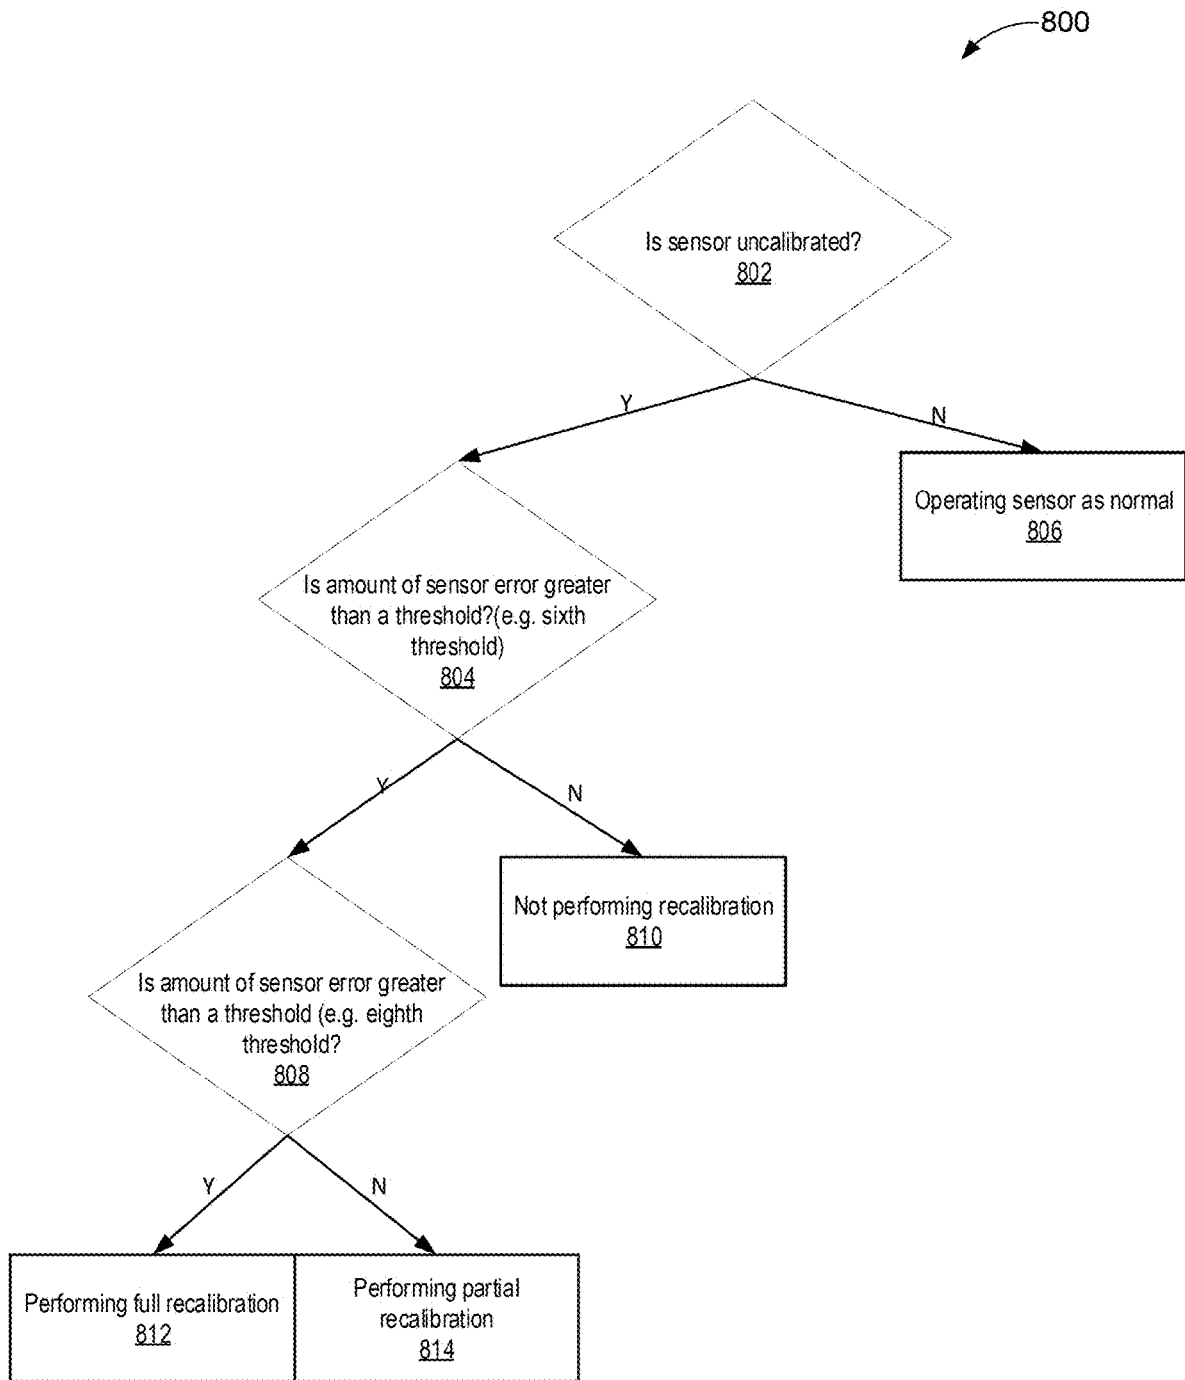 800
Is sensor uncalibrated?
802
Y
N
Operating sensor as normal
806
Is amount of sensor error greater
than a threshold?(e.g. sixth
threshold)
804
Y
N
Not performing recalibration
810
Is amount of sensor error greater
than a threshold (e.g. eighth
threshold?
808
Y
N
Performing full recalibration
812
Performing partial
recalibration
814